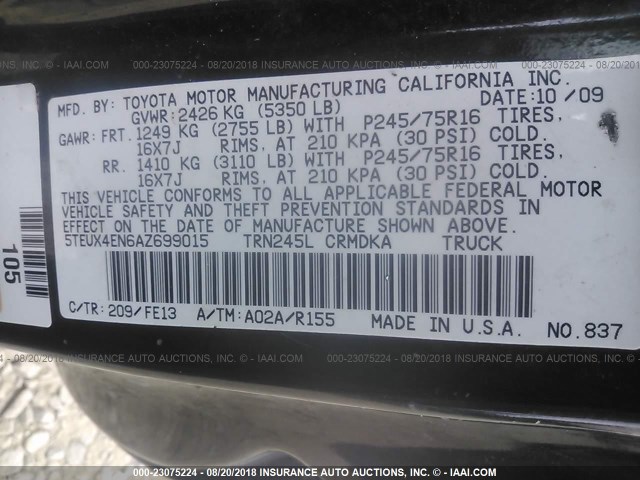 000-23075224 - 08/20/2018 INSURANCE AUTO AUCTIONS, INC. - © IAAI.COM
MFD. BY: TOYOTA MOTOR MANUFACTURING CALIFORNIA INC.
GVWR: 2426 KG (5350 LB) DATE: 10 / 09
GAWR: FRT. 1249 KG (2755 LB) WITH P245/75R16 TIRES,
16X7J RIMS, AT 210 KPA (30 PSI) COLD.
RR. 1410 KG (3110 LB) WITH P245/75R16 TIRES,
16X7J RIMS, AT 210 KPA (30 PSI) COLD.
THIS VEHICLE CONFORMS TO ALL APPLICABLE FEDERAL MOTOR
VEHICLE SAFETY AND THEFT PREVENTION STANDARDS IN
EFFECT ON THE DATE OF MANUFACTURE SHOWN ABOVE.
5TEUX4EN6AZ699015 TRN245L CRMDKA TRUCK
C/TR: 209/FE13 A/TM: A02A/R155 MADE IN U.S.A. NO. 837
105
000-23075224 - 08/20/2018 INSURANCE AUTO AUCTIONS, INC. - © IAAI.COM
000-23075224 - 08/20/2018 INSURANCE AUTO AUCTIONS, INC. - © IAAI.COM